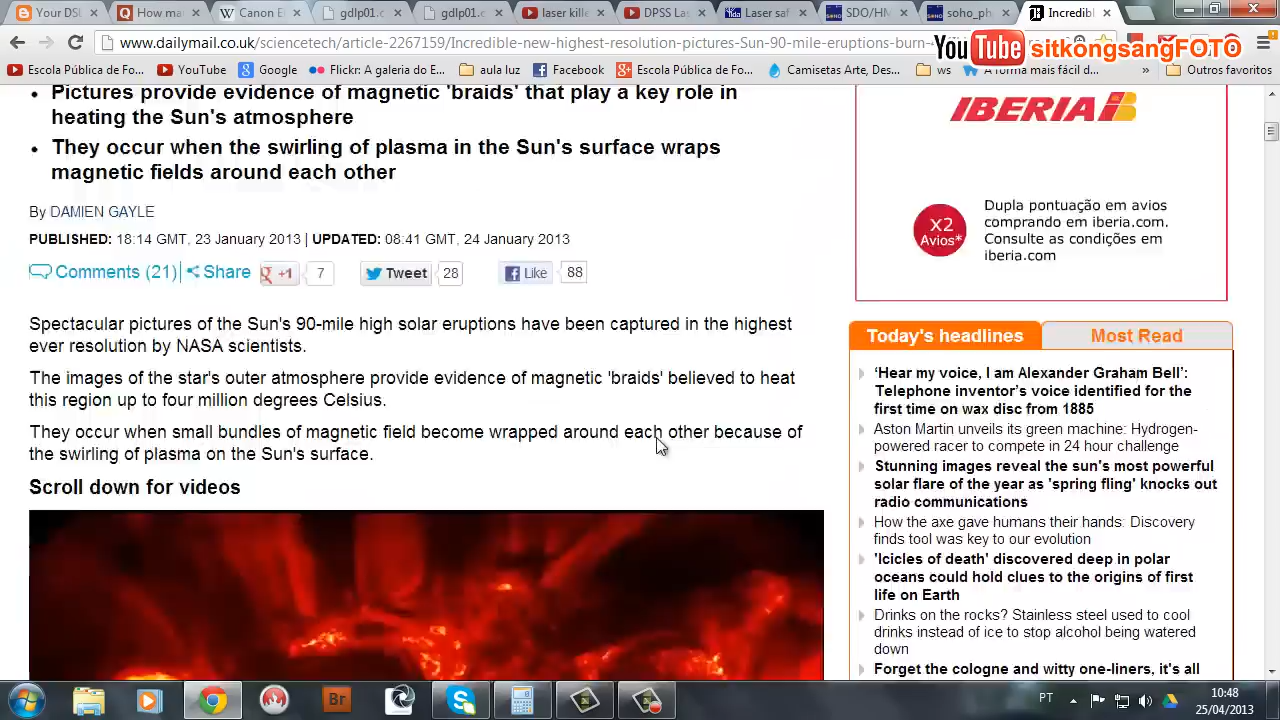 Your DSL
How man
Canon E
gdlp01.c
gdlp01.c
laser kille
DPSS La
Laser saf
SDO/HM
soho_ph
Incredibl
www.dailymail.co.uk/sciencetech/article-2267159/Incredible-new-highest-resolution-pictures-Sun-90-mile-eruptions-burn-
YouTube sitkongsangFOTO
Escola Pública de Fo...
YouTube
Google
Flickr: A galeria do e...
aula luz
Facebook
Escola Pública de Fo...
Camisetas Arte, Des...
ws
A forma más fácil d...
»
Outros favoritos
• Pictures provide evidence of magnetic 'braids' that play a key role in
heating the Sun's atmosphere
• They occur when the swirling of plasma in the Sun's surface wraps
magnetic fields around each other
By DAMIEN GAYLE
PUBLISHED: 18:14 GMT, 23 January 2013 | UPDATED: 08:41 GMT, 24 January 2013
Comments (21)
Share
+1
7
Tweet
28
Like
88
Spectacular pictures of the Sun's 90-mile high solar eruptions have been captured in the highest
ever resolution by NASA scientists.
The images of the star's outer atmosphere provide evidence of magnetic 'braids' believed to heat
this region up to four million degrees Celsius.
They occur when small bundles of magnetic field become wrapped around each other because of
the swirling of plasma on the Sun's surface.
Scroll down for videos
IBERIA
X2
Avios*
Dupla pontuação em avios
comprando em iberia.com.
Consulte as condições em
iberia.com
Today's headlines
Most Read
‘Hear my voice, I am Alexander Graham Bell’:
Telephone inventor’s voice identified for the
first time on wax disc from 1885
Aston Martin unveils its green machine: Hydrogen-
powered racer to compete in 24 hour challenge
Stunning images reveal the sun's most powerful
solar flare of the year as 'spring fling' knocks out
radio communications
How the axe gave humans their hands: Discovery
finds tool was key to our evolution
'Icicles of death' discovered deep in polar
oceans could hold clues to the origins of first
life on Earth
Drinks on the rocks? Stainless steel used to cool
drinks instead of ice to stop alcohol being watered
down
Forget the cologne and witty one-liners, it's all
Br
PT
10:48
25/04/2013